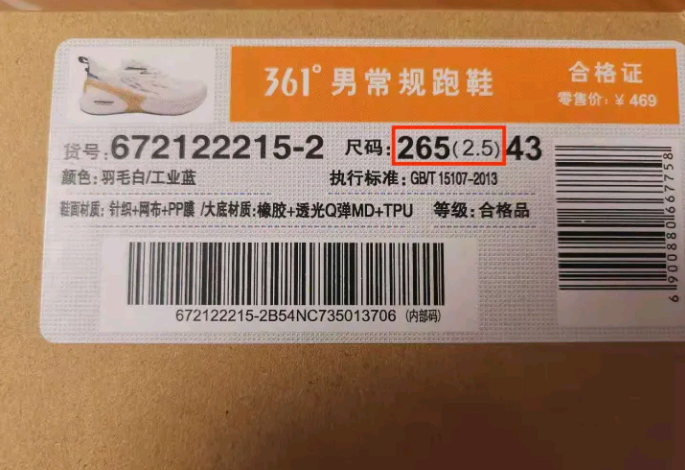 361° 男常规跑鞋
合格证
零售价：￥469
货号：672122215-2 尺码：265(2.5)43
颜色：羽毛白/工业蓝 执行标准：GB/T 15107-2013
鞋面材质：针织+网布+PP膜 /大底材质：橡胶+透光Q弹MD+TPU 等级：合格品
672122215-2B54NC735013706 (内部码)
6900880667758